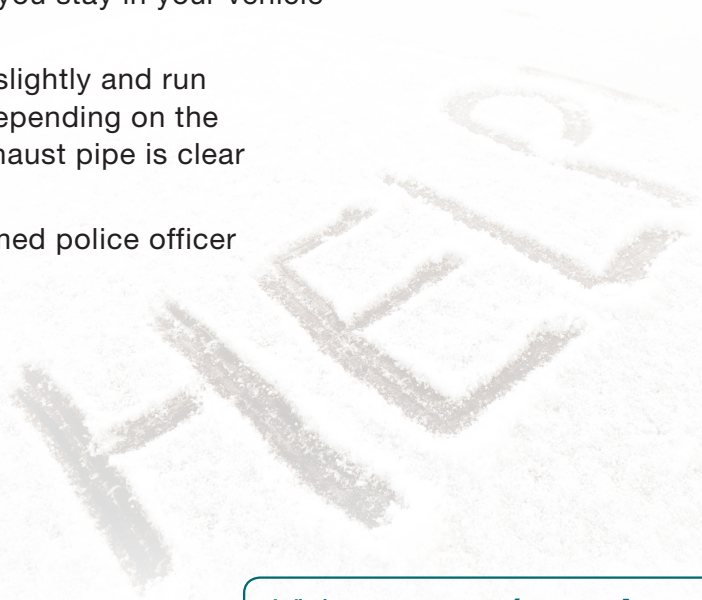 you stay in your vehicle
slightly and run
epending on the
haust pipe is clear
ned police officer
HELP